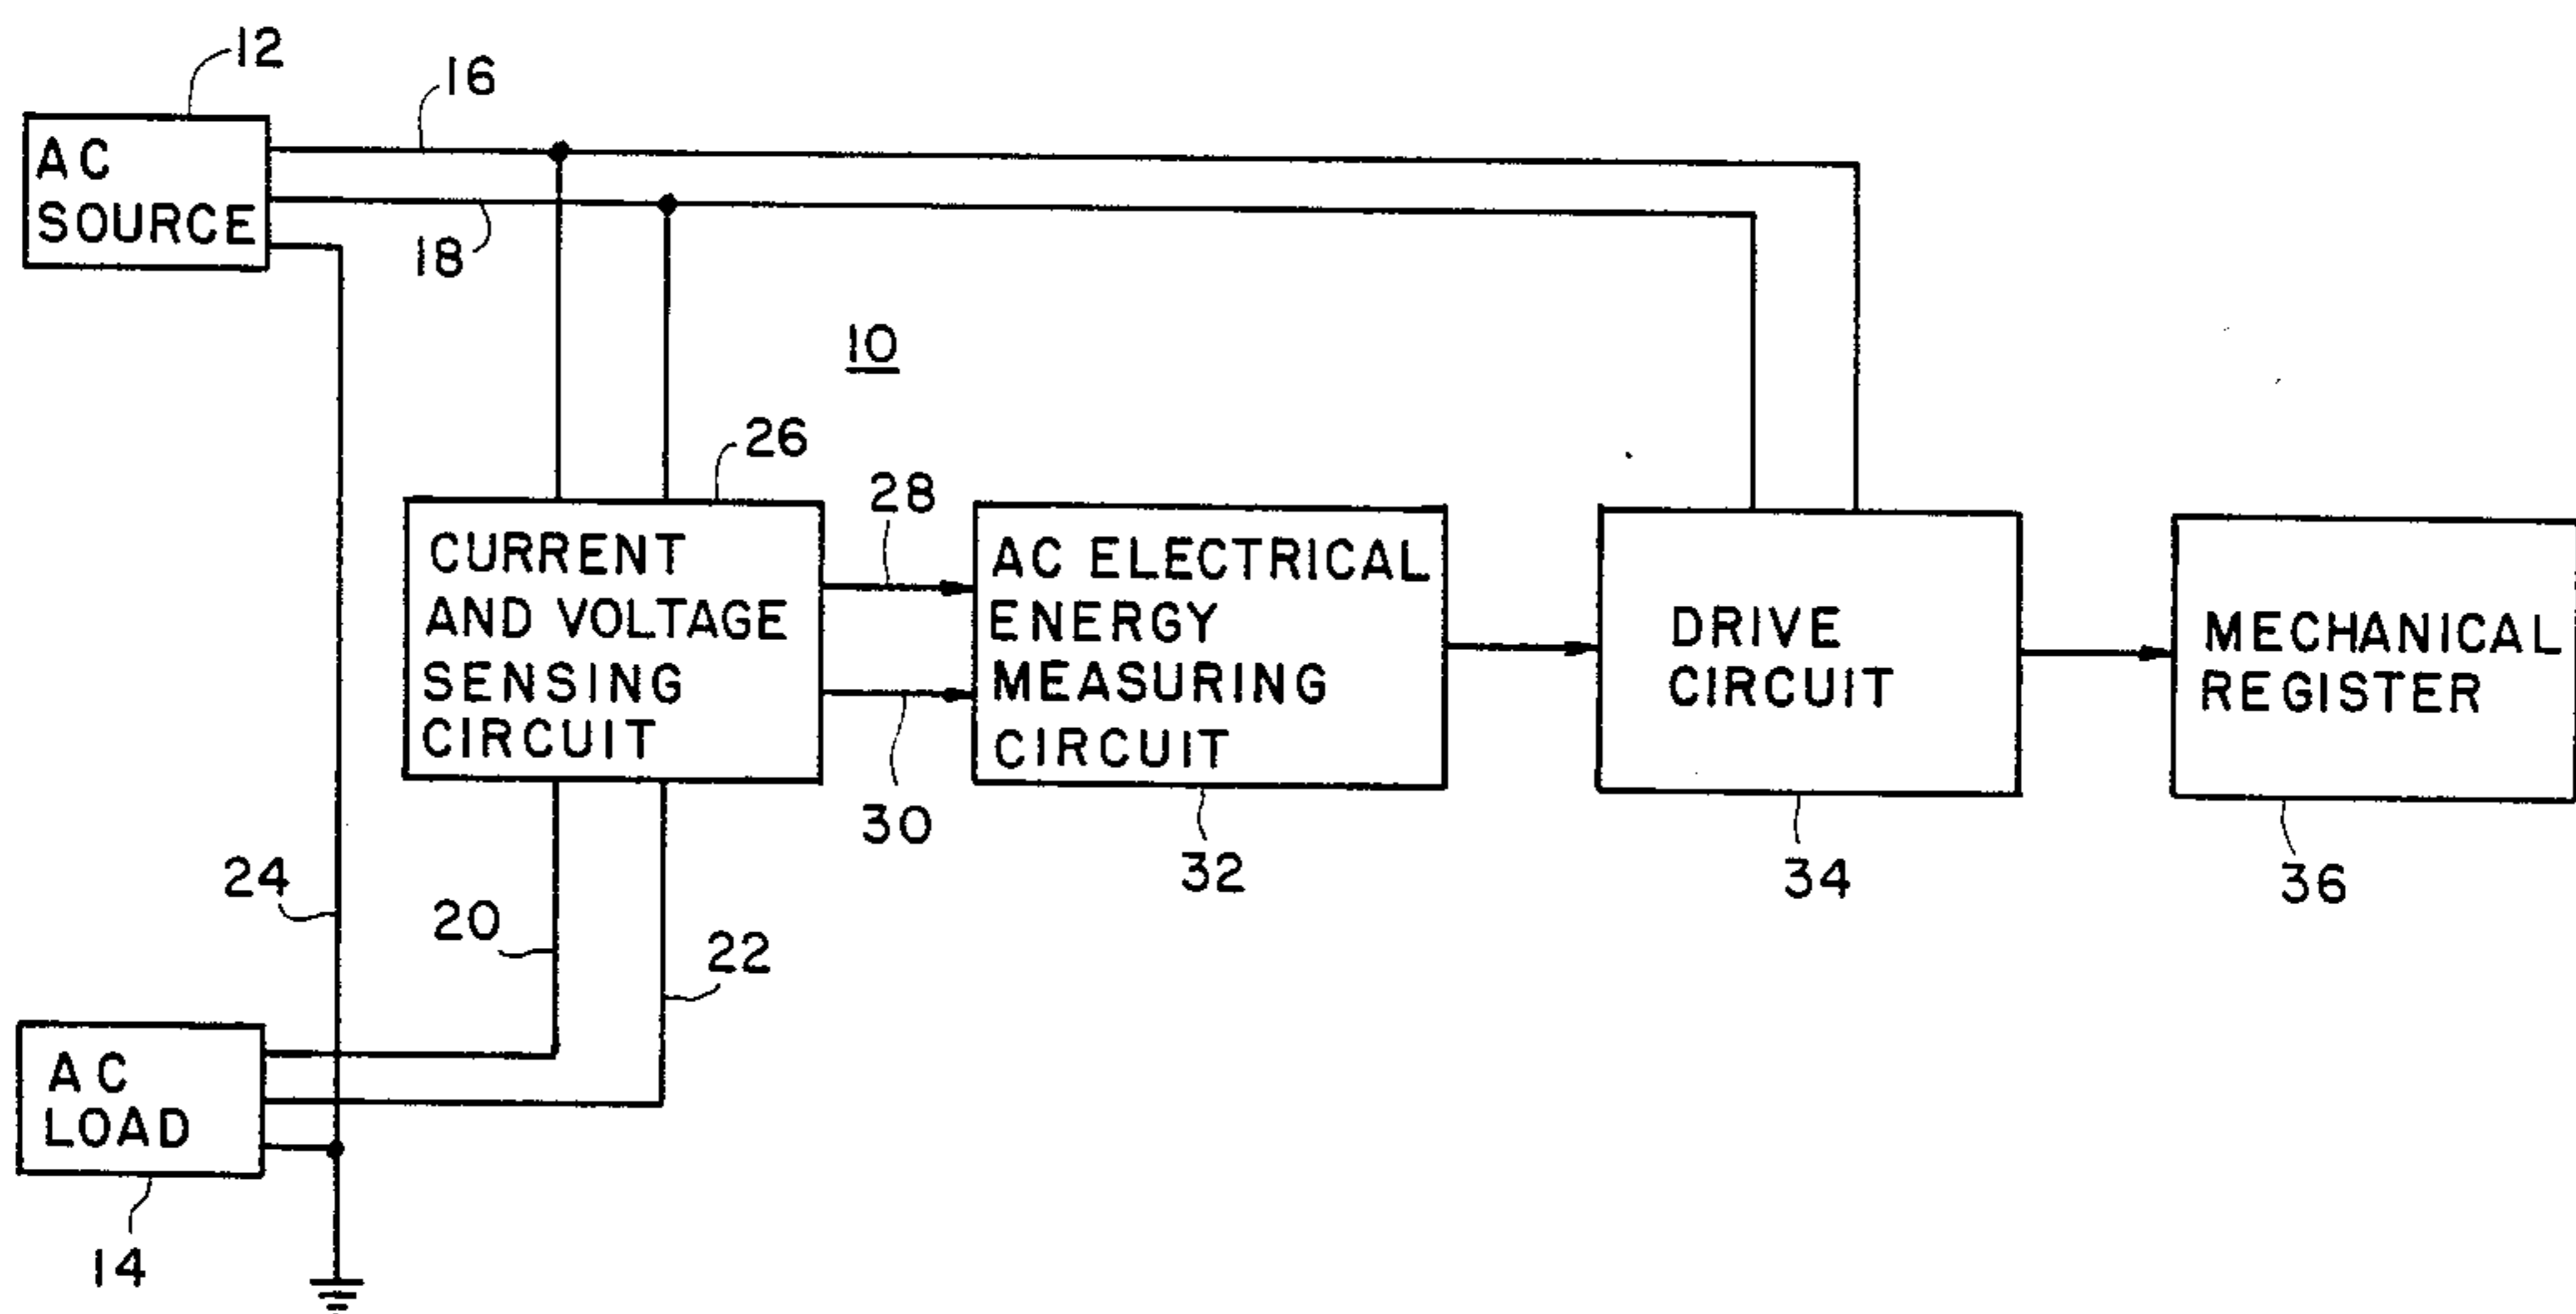 12
16
AC
SOURCE
18
10
26
28
CURRENT
AND VOLTAGE
SENSING
CIRCUIT
AC ELECTRICAL
ENERGY
MEASURING
CIRCUIT
DRIVE
CIRCUIT
MECHANICAL
REGISTER
30
32
34
36
24
20
22
AC
LOAD
14